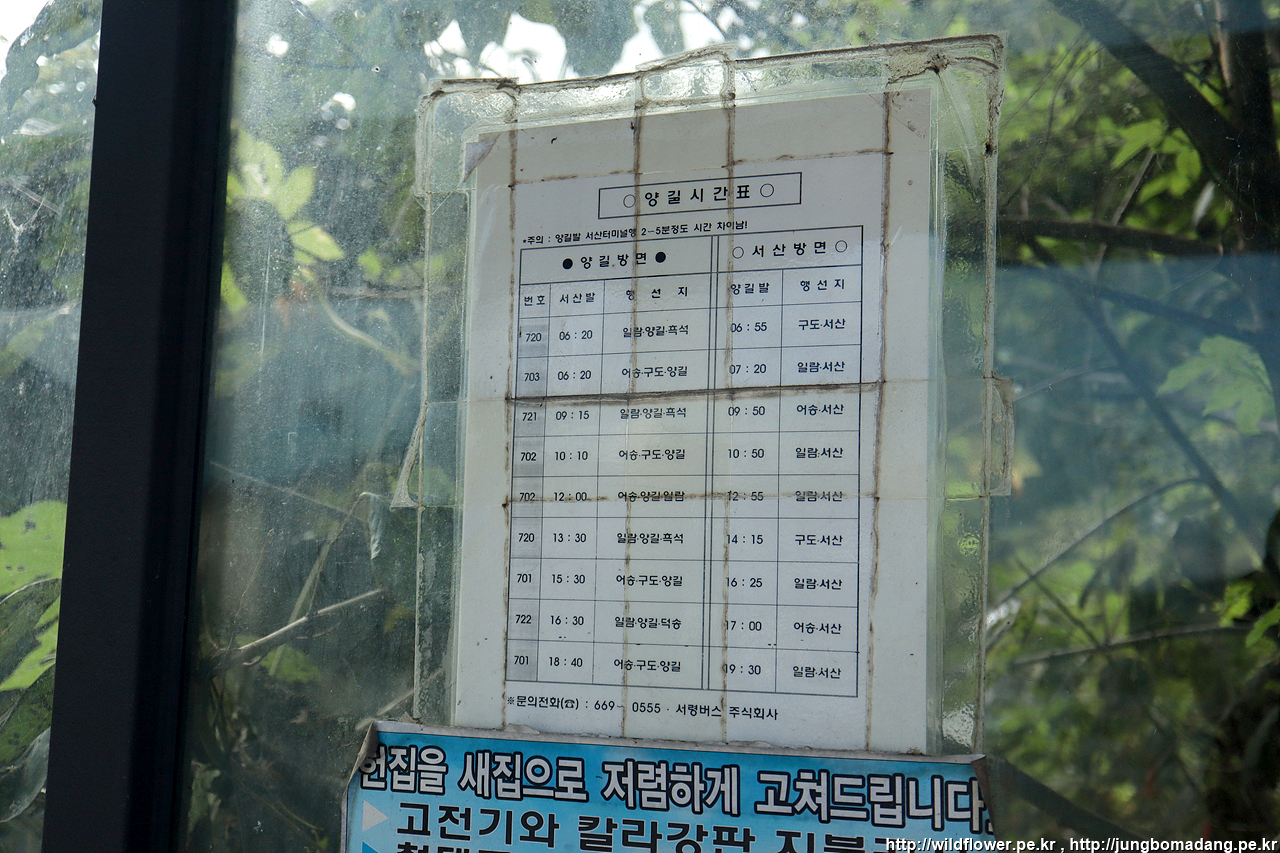 ○ 양 길 시 간 표 ○
*주의 : 양길발 서산터미널행 2-5분정도 시간 차이남!
● 양 길 방 면 ● ○ 서 산 방 면 ○
번호 서산발 행 선 지 양길발 행 선 지
720 06 : 20 일람·양길·흑석 06 : 55 구도·서산
703 06 : 20 어송·구도·양길 07 : 20 일람·서산
721 09 : 15 일람·양길·흑석 09 : 50 어송·서산
702 10 : 10 어송·구도·양길 10 : 50 일람·서산
702 12 : 00 어송·양길·일람 12 : 55 일람·서산
720 13 : 30 일람·양길·흑석 14 : 15 구도·서산
701 15 : 30 어송·구도·양길 16 : 25 일람·서산
722 16 : 30 일람·양길·덕송 17 : 00 어송·서산
701 18 : 40 어송·구도·양길 19 : 30 일람·서산
※문의전화(☎) : 669- 0555 · 서령버스 주식회사
헌집을 새집으로 저렴하게 고쳐드립니다.
▶ 고전기와 칼라강판
http://wildflower.pe.kr , http://jungbomadang.pe.kr